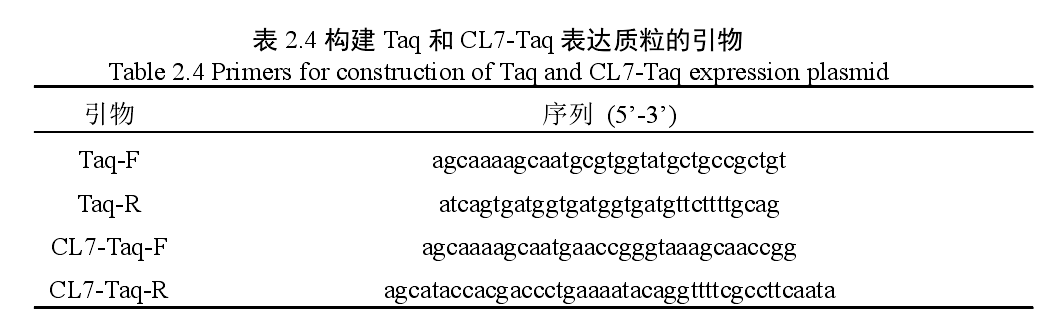 表 2.4 构建 Taq 和 CL7-Taq 表达质粒的引物
Table 2.4 Primers for construction of Taq and CL7-Taq expression plasmid
引物 序列 (5’-3’)
Taq-F agcaaaagcaatgcgtggtatgctgccgctgt
Taq-R atcagtgatggtgatggtgatgttcttttgcag
CL7-Taq-F agcaaaagcaatgaaccgggtaaagcaaccgg
CL7-Taq-R agcataccacgaccctgaaaatacaggttttcgccttcaata